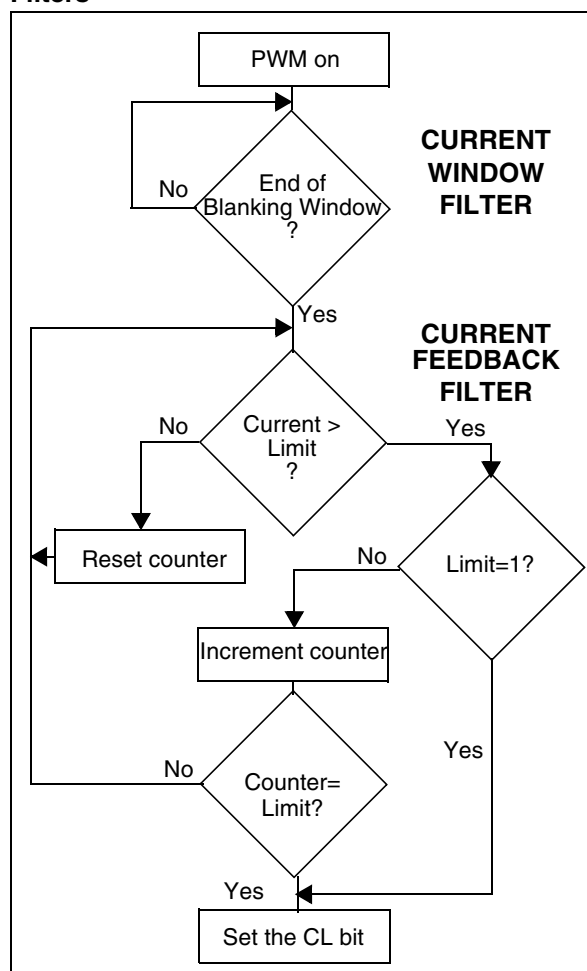 PWM on
CURRENT
WINDOW
FILTER
No
End of
Blanking Window
?
Yes
CURRENT
FEEDBACK
FILTER
No
Current >
Limit
?
Yes
Reset counter
No
Limit=1?
Increment counter
Yes
No
Counter=
Limit?
Yes
Set the CL bit